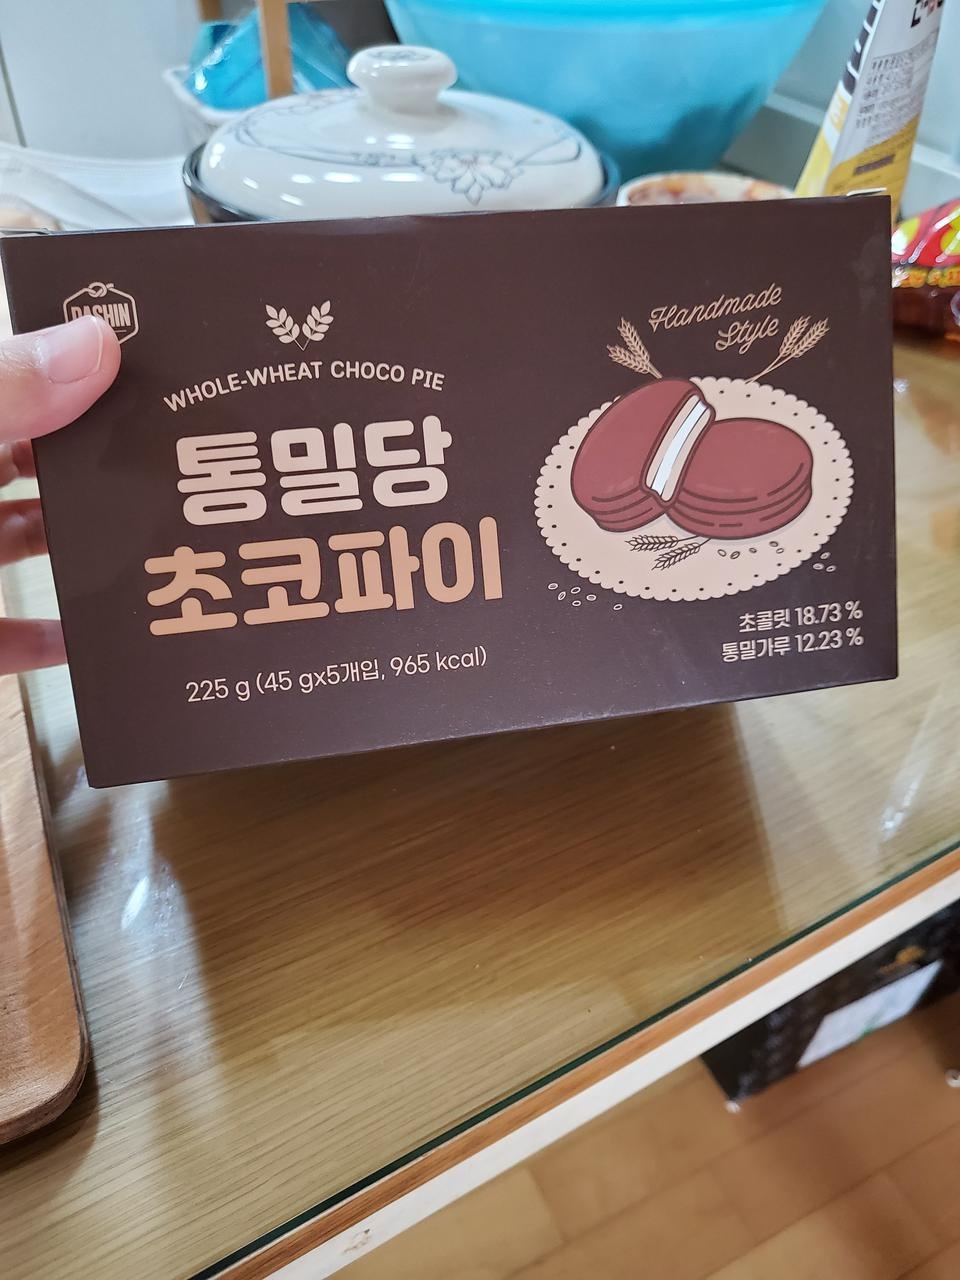 DASHIN
WHOLE-WHEAT CHOCO PIE
통밀당
초코파이
225 g (45 gx5개입, 965 kcal)
Handmade
Style
초콜릿 18.73 %
통밀가루 12.23 %